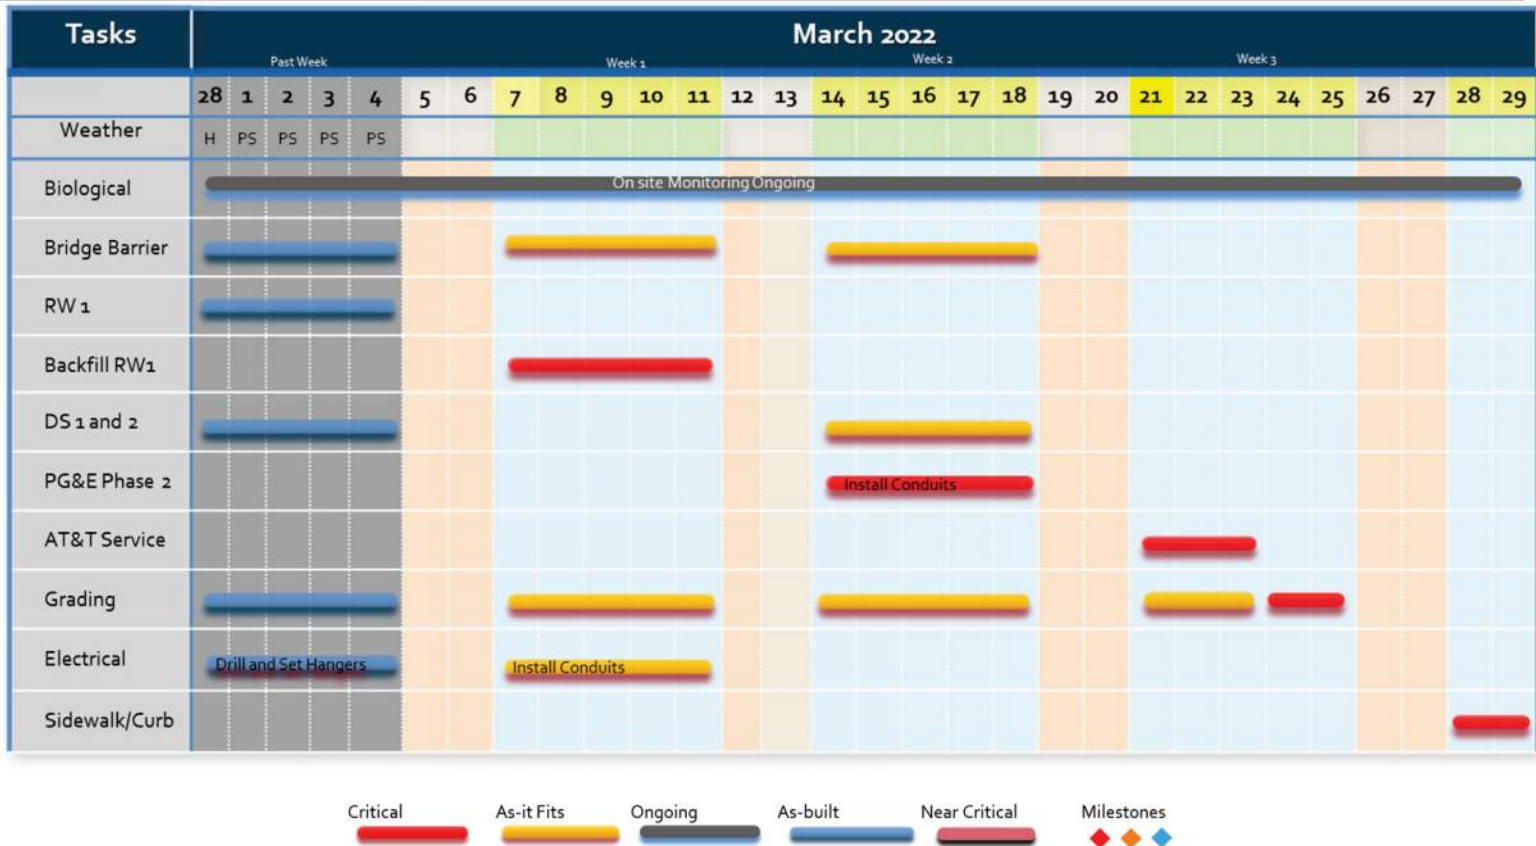 Tasks
March 2022
Past Week Week 1 Week 2 Week 3
28 1 2 3 4 5 6 7 8 9 10 11 12 13 14 15 16 17 18 19 20 21 22 23 24 25 26 27 28 29
Weather H PS PS PS PS
Biological On site Monitoring Ongoing
Bridge Barrier
RW 1
Backfill RW1
DS 1 and 2
PG&E Phase 2 Install Conduits
AT&T Service
Grading
Electrical Drill and Set Hangers Install Conduits
Sidewalk/Curb
Critical As-it Fits Ongoing As-built Near Critical Milestones